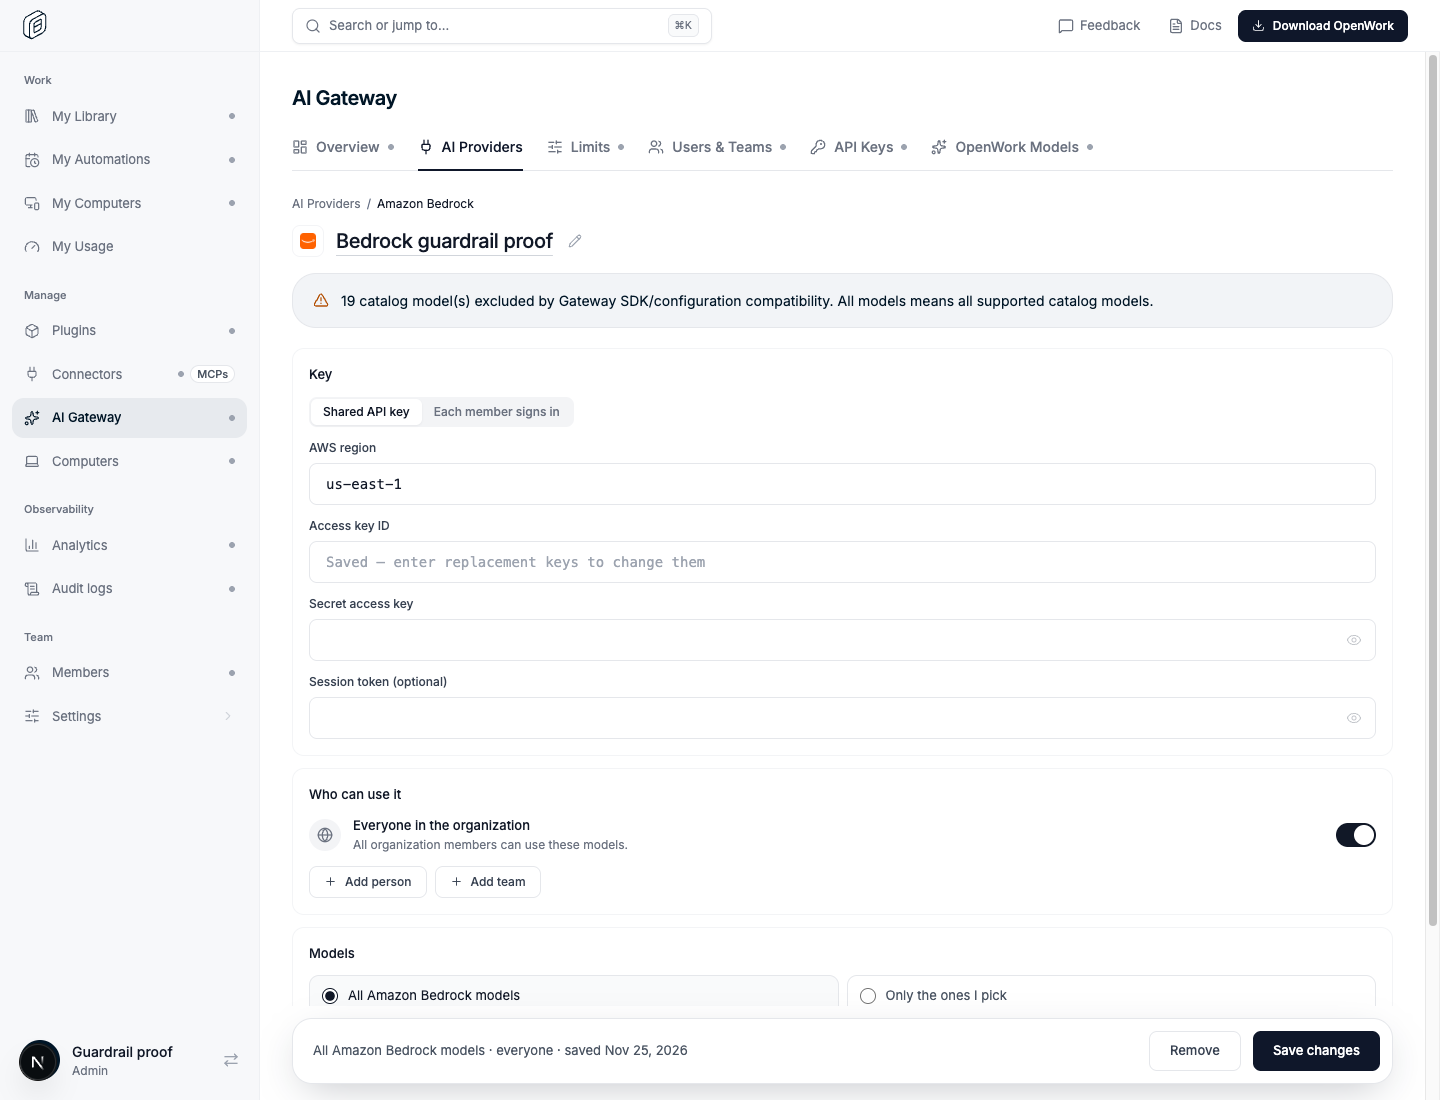 Search or jump to...
⌘K
Feedback
Docs
Download OpenWork
Work
My Library
My Automations
My Computers
My Usage
Manage
Plugins
Connectors
MCPs
AI Gateway
Computers
Observability
Analytics
Audit logs
Team
Members
Settings
N
Guardrail proof
Admin
AI Gateway
Overview
AI Providers
Limits
Users & Teams
API Keys
OpenWork Models
AI Providers / Amazon Bedrock
Bedrock guardrail proof
19 catalog model(s) excluded by Gateway SDK/configuration compatibility. All models means all supported catalog models.
Key
Shared API key
Each member signs in
AWS region
us-east-1
Access key ID
Saved — enter replacement keys to change them
Secret access key
Session token (optional)
Who can use it
Everyone in the organization
All organization members can use these models.
+ Add person
+ Add team
Models
All Amazon Bedrock models
Only the ones I pick
All Amazon Bedrock models · everyone · saved Nov 25, 2026
Remove
Save changes